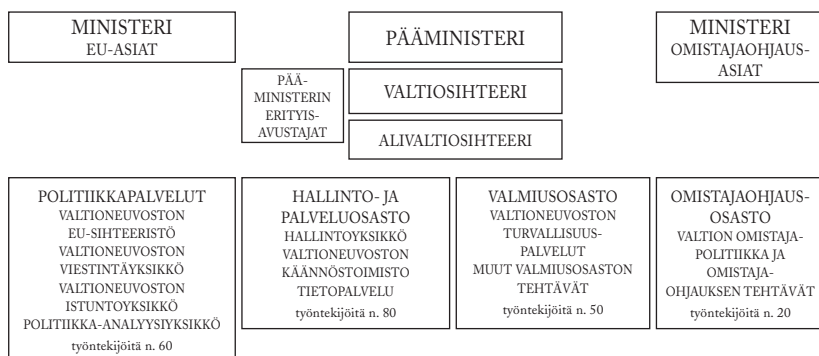 MINISTERI
EU-ASIAT
PÄÄMINISTERI
MINISTERI
OMISTAJAOHJAUS-
ASIAT
PÄÄ-
MINISTERIN
ERITYIS-
AVUSTAJAT
VALTIOSIHTEERI
ALIVALTIOSIHTEERI
POLITIIKKAPALVELUT
VALTIONEUVOSTON
EU-SIHTEERISTÖ
VALTIONEUVOSTON
VIESTINTÄYKSIKKÖ
VALTIONEUVOSTON
ISTUNTOYKSIKKÖ
POLITIIKKA-ANALYYSIYKSIKKÖ
työntekijöitä n. 60
HALLINTO- JA
PALVELUOSASTO
HALLINTOYKSIKKÖ
VALTIONEUVOSTON
KÄÄNNÖSTOIMISTO
TIETOPALVELU
työntekijöitä n. 80
VALMIUSOSASTO
VALTIONEUVOSTON
TURVALLISUUS-
PALVELUT
MUUT VALMIUSOSASTON
TEHTÄVÄT
työntekijöitä n. 50
OMISTAJAOHJAUS-
OSASTO
VALTION OMISTAJA-
POLITIIKKA JA
OMISTAJA-
OHJAUKSEN TEHTÄVÄT
työntekijöitä n. 20